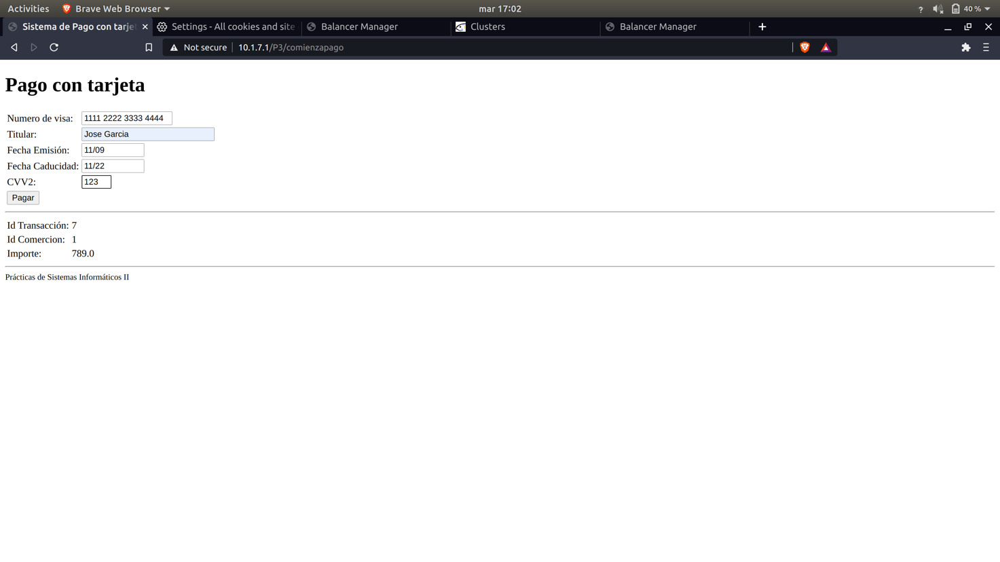 Activities Brave Web Browser mar 17:02 ? 40 %
Sistema de Pago con tarje Settings - All cookies and site Balancer Manager Clusters Balancer Manager
Not secure 10.1.7.1/P3/comienzapago
Pago con tarjeta
Numero de visa: 1111 2222 3333 4444
Titular: Jose Garcia
Fecha Emisión: 11/09
Fecha Caducidad: 11/22
CVV2: 123
Pagar
Id Transacción: 7
Id Comercion: 1
Importe: 789.0
Prácticas de Sistemas Informáticos II